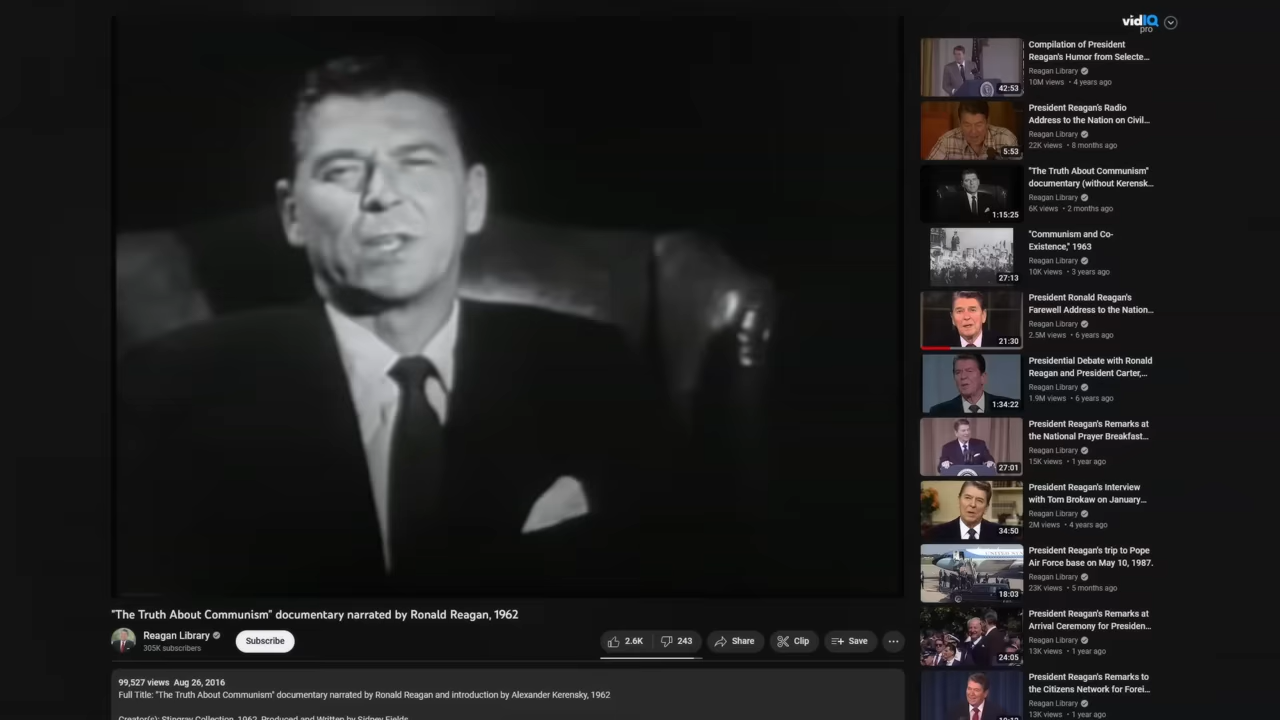 vidIQ
pro
Compilation of President
Reagan's Humor from Selecte...
Reagan Library
10M views • 4 years ago
42:53
President Reagan's Radio
Address to the Nation on Civil...
Reagan Library
22K views • 8 months ago
5:53
"The Truth About Communism"
documentary (without Kerensk...
Reagan Library
6K views • 2 months ago
1:15:25
"Communism and Co-
Existence," 1963
Reagan Library
10K views • 3 years ago
27:13
President Ronald Reagan's
Farewell Address to the Nation...
Reagan Library
2.5M views • 6 years ago
21:30
Presidential Debate with Ronald
Reagan and President Carter,...
Reagan Library
1.9M views • 6 years ago
1:34:22
President Reagan's Remarks at
the National Prayer Breakfast...
Reagan Library
15K views • 1 year ago
27:01
President Reagan's Interview
with Tom Brokaw on January...
Reagan Library
2M views • 4 years ago
34:50
President Reagan's trip to Pope
Air Force base on May 10, 1987.
Reagan Library
23K views • 5 months ago
18:03
President Reagan's Remarks at
Arrival Ceremony for Presiden...
Reagan Library
13K views • 1 year ago
24:05
President Reagan's Remarks to
the Citizens Network for Forei...
Reagan Library
13K views • 1 year ago
"The Truth About Communism" documentary narrated by Ronald Reagan, 1962
Reagan Library
305K subscribers
Subscribe
2.6K
243
Share
Clip
Save
99,527 views Aug 26, 2016
Full Title: "The Truth About Communism" documentary narrated by Ronald Reagan and introduction by Alexander Kerensky, 1962
Creator(s): Stingray Collection, 1962. Produced and Written by Sidney Fields